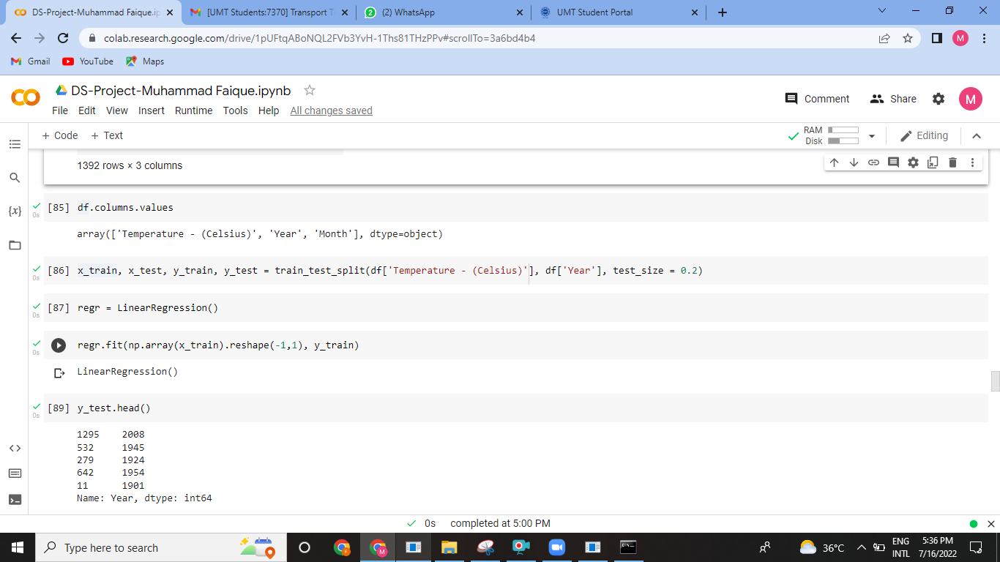 DS-Project-Muhammad Faique.ip
[UMT Students:7370] Transport T
(2) WhatsApp
UMT Student Portal
colab.research.google.com/drive/1pUFtqABoNQL2FVb3YvH-1Ths81THzPPv#scrollTo=3a6bd4b4
M
Gmail
YouTube
Maps
DS-Project-Muhammad Faique.ipynb
Comment
Share
M
File Edit View Insert Runtime Tools Help All changes saved
+ Code + Text
RAM
Disk
Editing
1392 rows × 3 columns
{x}
[85] df.columns.values
0s
array(['Temperature - (Celsius)', 'Year', 'Month'], dtype=object)
[86] x_train, x_test, y_train, y_test = train_test_split(df['Temperature - (Celsius)'], df['Year'], test_size = 0.2)
0s
[87] regr = LinearRegression()
0s
regr.fit(np.array(x_train).reshape(-1,1), y_train)
0s
LinearRegression()
[89] y_test.head()
0s
1295 2008
532 1945
279 1924
642 1954
11 1901
Name: Year, dtype: int64
0s completed at 5:00 PM
Type here to search
36°C
ENG
INTL
5:36 PM
7/16/2022